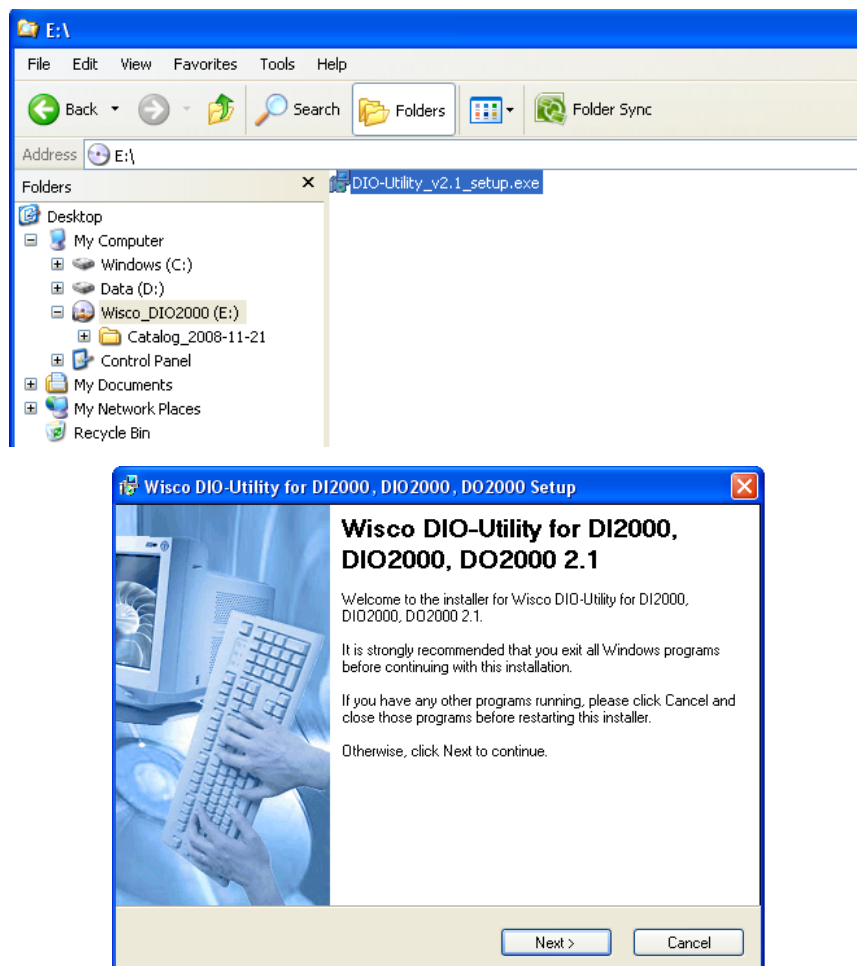 E:\
File Edit View Favorites Tools Help
Back Search Folders Folder Sync
Address E:\
Folders
DIO-Utility_v2.1_setup.exe
Desktop
My Computer
Windows (C:)
Data (D:)
Wisco_DIO2000 (E:)
Catalog_2008-11-21
Control Panel
My Documents
My Network Places
Recycle Bin
Wisco DIO-Utility for DI2000, DIO2000, DO2000 Setup
Wisco DIO-Utility for DI2000,
DIO2000, DO2000 2.1
Welcome to the installer for Wisco DIO-Utility for DI2000,
DIO2000, DO2000 2.1.
It is strongly recommended that you exit all Windows programs
before continuing with this installation.
If you have any other programs running, please click Cancel and
close those programs before restarting this installer.
Otherwise, click Next to continue.
Next > Cancel